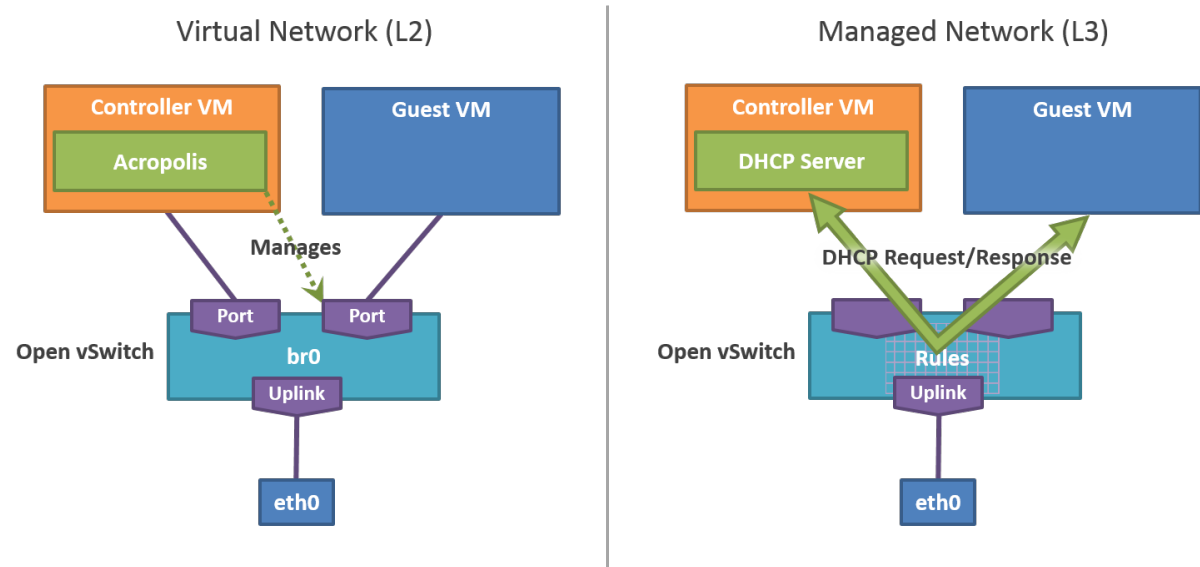 Virtual Network (L2)
Controller VM
Acropolis
Guest VM
Manages
Port
Port
Open vSwitch
br0
Uplink
eth0
Managed Network (L3)
Controller VM
DHCP Server
Guest VM
DHCP Request/Response
Open vSwitch
Rules
Uplink
eth0